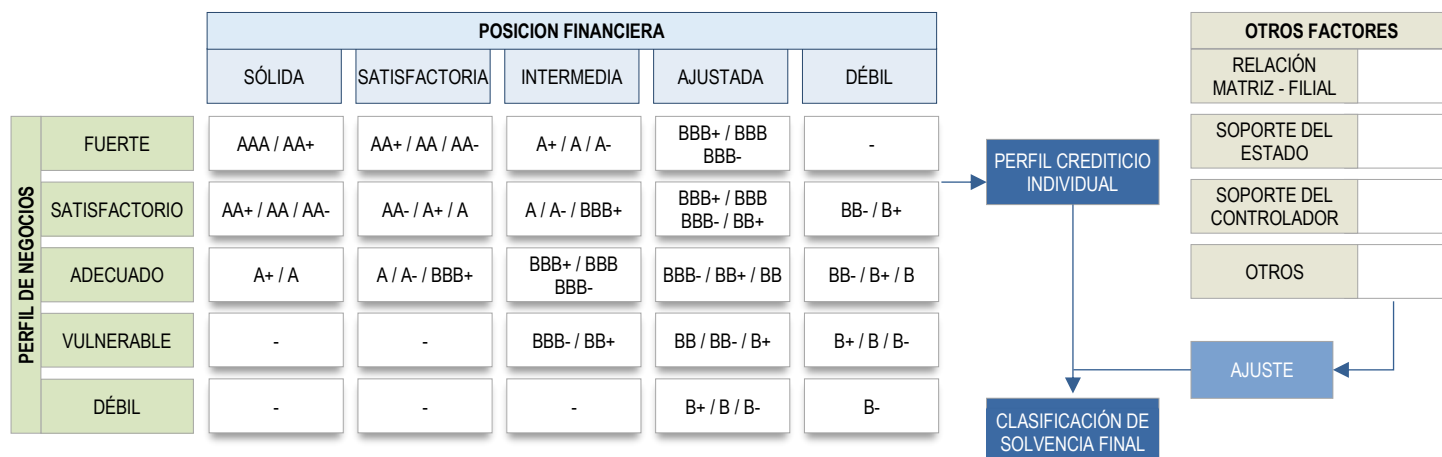 POSICION FINANCIERA
SÓLIDA
SATISFACTORIA
INTERMEDIA
AJUSTADA
DÉBIL
PERFIL DE NEGOCIOS
FUERTE
AAA / AA+
AA+ / AA / AA-
A+ / A / A-
BBB+ / BBB
BBB-
-
SATISFACTORIO
AA+ / AA / AA-
AA- / A+ / A
A / A- / BBB+
BBB+ / BBB
BBB- / BB+
BB- / B+
ADECUADO
A+ / A
A / A- / BBB+
BBB+ / BBB
BBB-
BBB- / BB+ / BB
BB- / B+ / B
VULNERABLE
-
-
BBB- / BB+
BB / BB- / B+
B+ / B / B-
DÉBIL
-
-
-
B+ / B / B-
B-
PERFIL CREDITICIO
INDIVIDUAL
CLASIFICACIÓN DE
SOLVENCIA FINAL
OTROS FACTORES
RELACIÓN
MATRIZ - FILIAL
SOPORTE DEL
ESTADO
SOPORTE DEL
CONTROLADOR
OTROS
AJUSTE